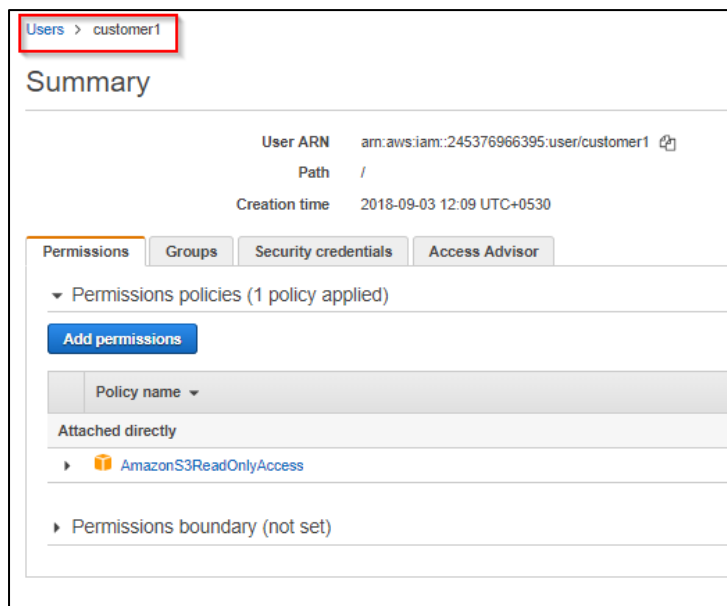 Users > customer1
Summary
User ARN arn:aws:iam::245376966395:user/customer1
Path /
Creation time 2018-09-03 12:09 UTC+0530
Permissions Groups Security credentials Access Advisor
Permissions policies (1 policy applied)
Add permissions
Policy name
Attached directly
AmazonS3ReadOnlyAccess
Permissions boundary (not set)